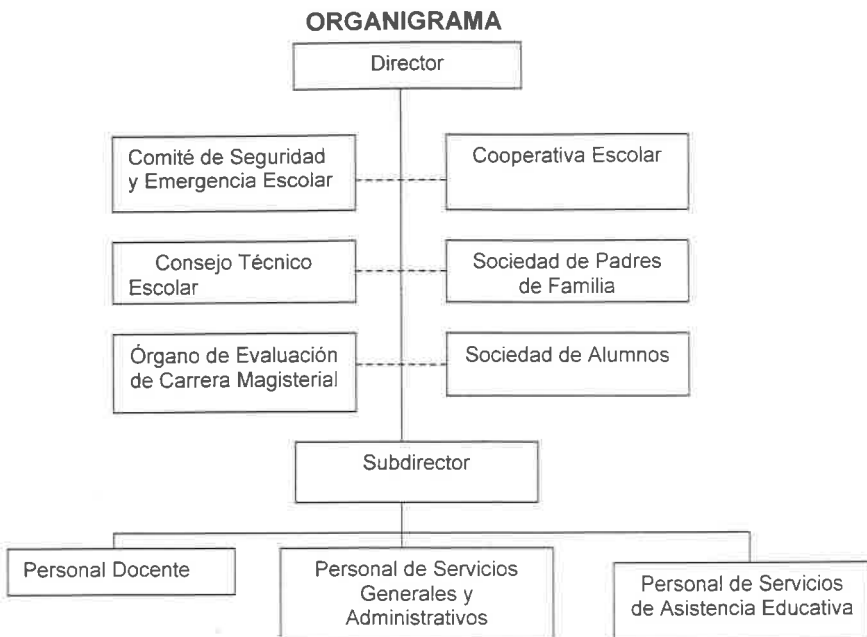 ORGANIGRAMA
Director
Comité de Seguridad
y Emergencia Escolar
Cooperativa Escolar
Consejo Técnico
Escolar
Sociedad de Padres
de Familia
Órgano de Evaluación
de Carrera Magisterial
Sociedad de Alumnos
Subdirector
Personal Docente
Personal de Servicios
Generales y
Administrativos
Personal de Servicios
de Asistencia Educativa